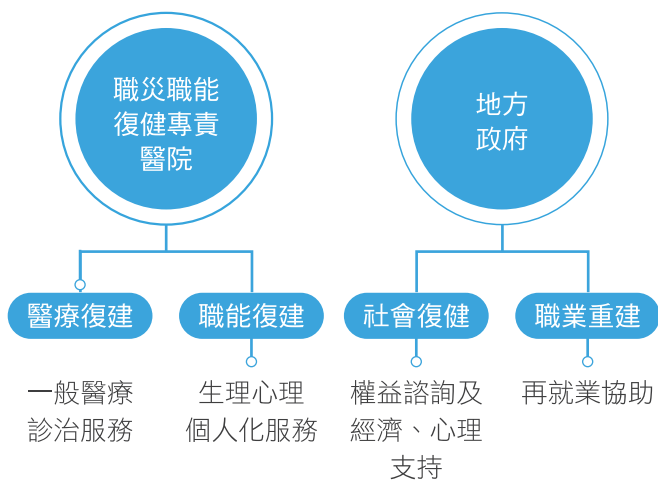 職災職能
復健專責
醫院
地方
政府
醫療復建
職能復建
社會復健
職業重建
一般醫療
診治服務
生理心理
個人化服務
權益諮詢及
經濟、心理
支持
再就業協助